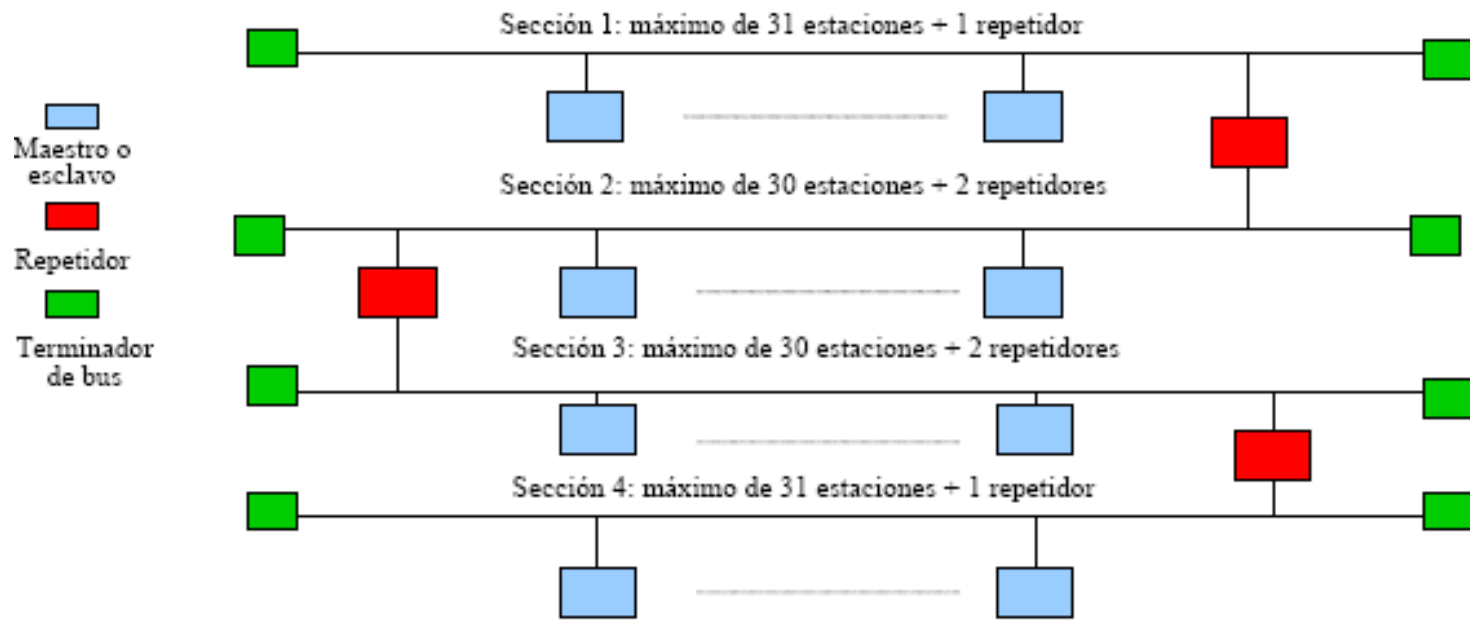 Sección 1: máximo de 31 estaciones + 1 repetidor
Maestro o
esclavo
Sección 2: máximo de 30 estaciones + 2 repetidores
Repetidor
Terminador
de bus
Sección 3: máximo de 30 estaciones + 2 repetidores
Sección 4: máximo de 31 estaciones + 1 repetidor